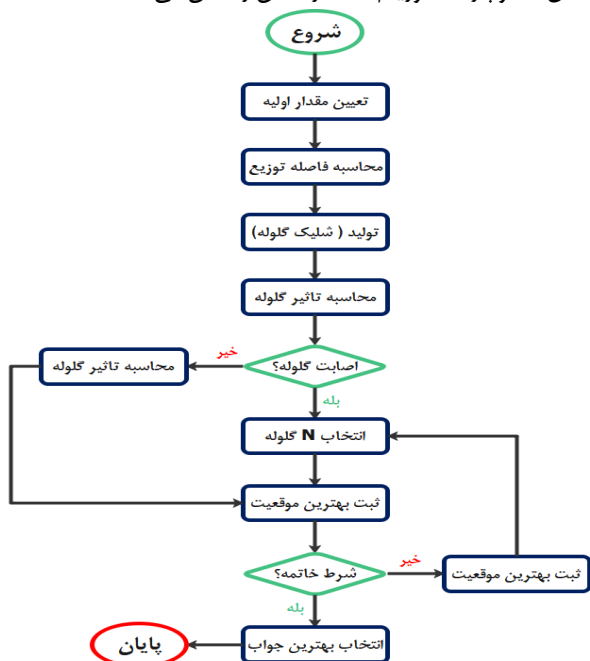 شروع
تعیین مقدار اولیه
محاسبه فاصله توزیع
تولید ( شلیک گلوله)
محاسبه تاثیر گلوله
اصابت گلوله؟
خیر
محاسبه تاثیر گلوله
بله
انتخاب N گلوله
ثبت بهترین موقعیت
شرط خاتمه؟
خیر
ثبت بهترین موقعیت
بله
انتخاب بهترین جواب
پایان